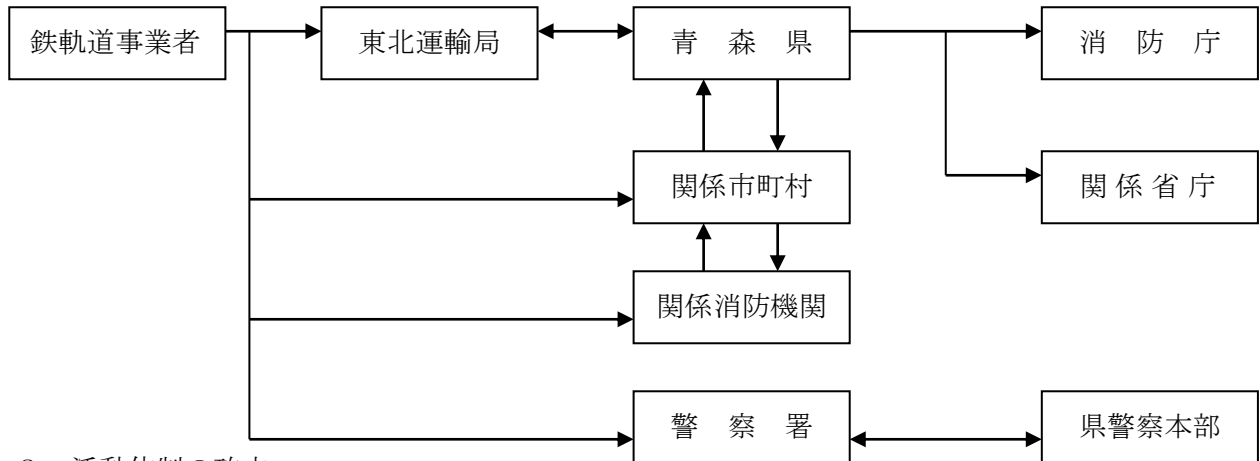 鉄軌道事業者 東北運輸局 青 森 県 消 防 庁
関係市町村 関 係 省 庁
関係消防機関
警 察 署 県警察本部